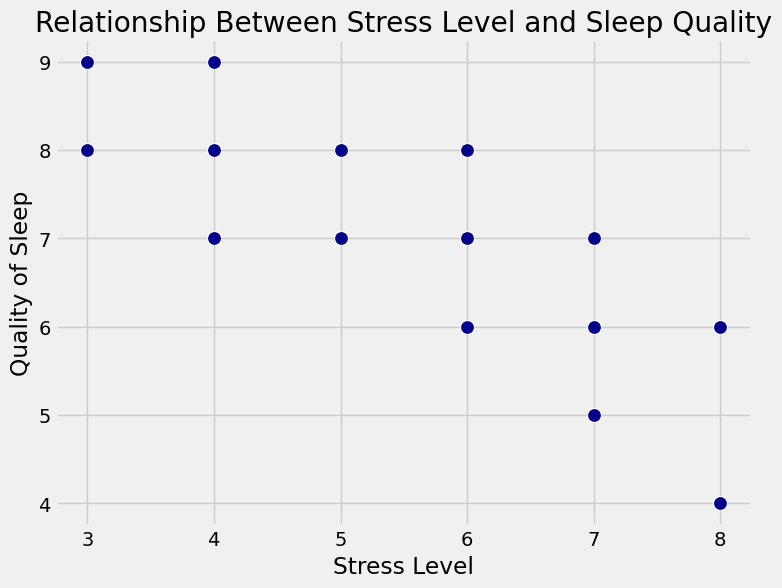 Relationship Between Stress Level and Sleep Quality
9
8
7
6
5
4
Quality of Sleep
3 4 5 6 7 8
Stress Level